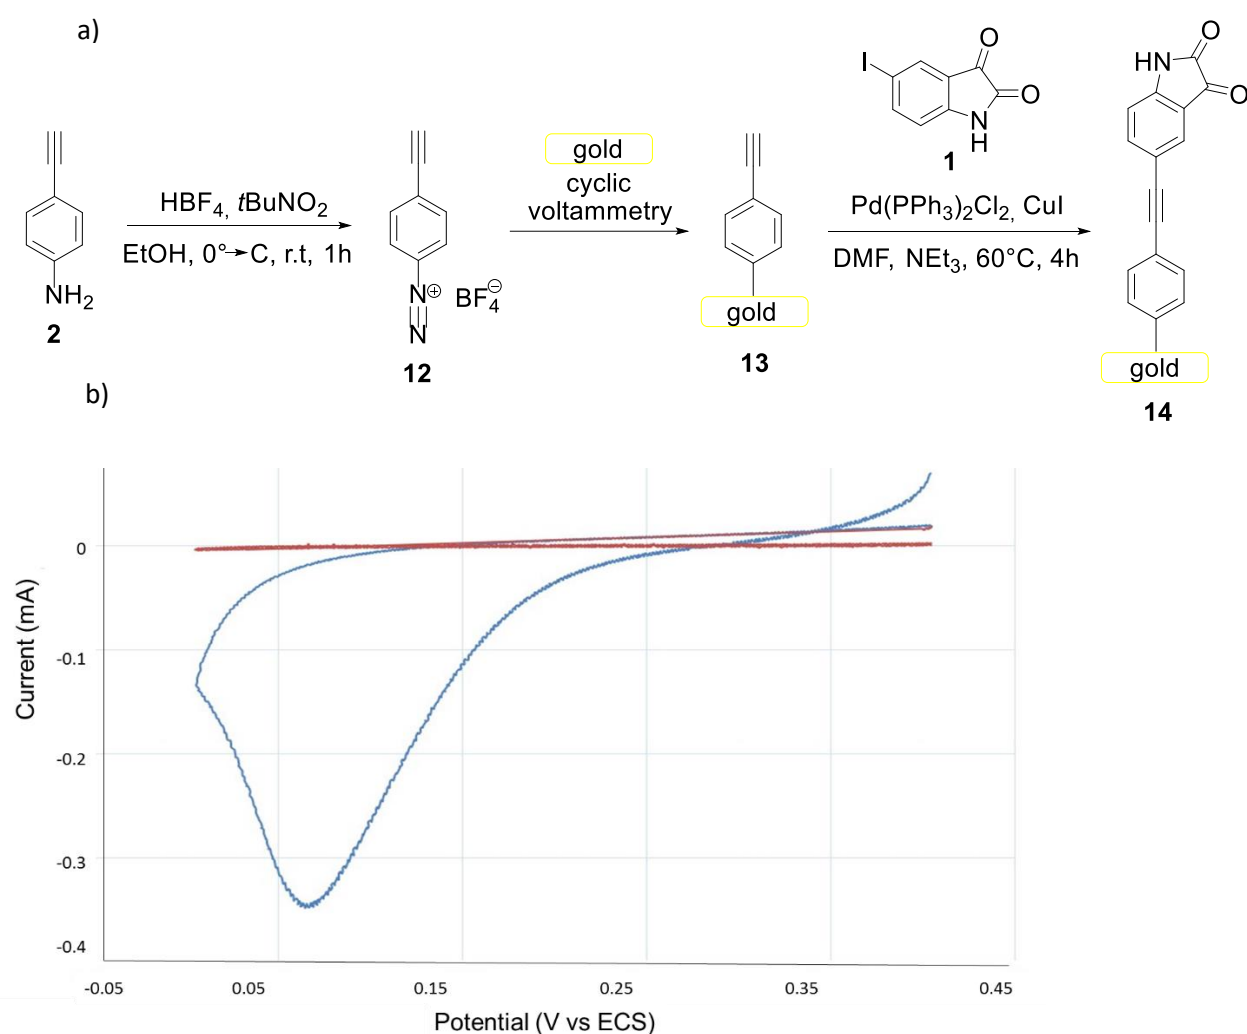 a)
HBF4, tBuNO2
EtOH, 0°→C, r.t, 1h
NH2
2
N⊕
N
BF4⊖
12
gold
cyclic
voltammetry
gold
13
I
O
O
N
H
1
Pd(PPh3)2Cl2, CuI
DMF, NEt3, 60°C, 4h
O
HN
O
gold
14
b)
Current (mA)
0
-0.1
-0.2
-0.3
-0.4
-0.05
0.05
0.15
0.25
0.35
0.45
Potential (V vs ECS)